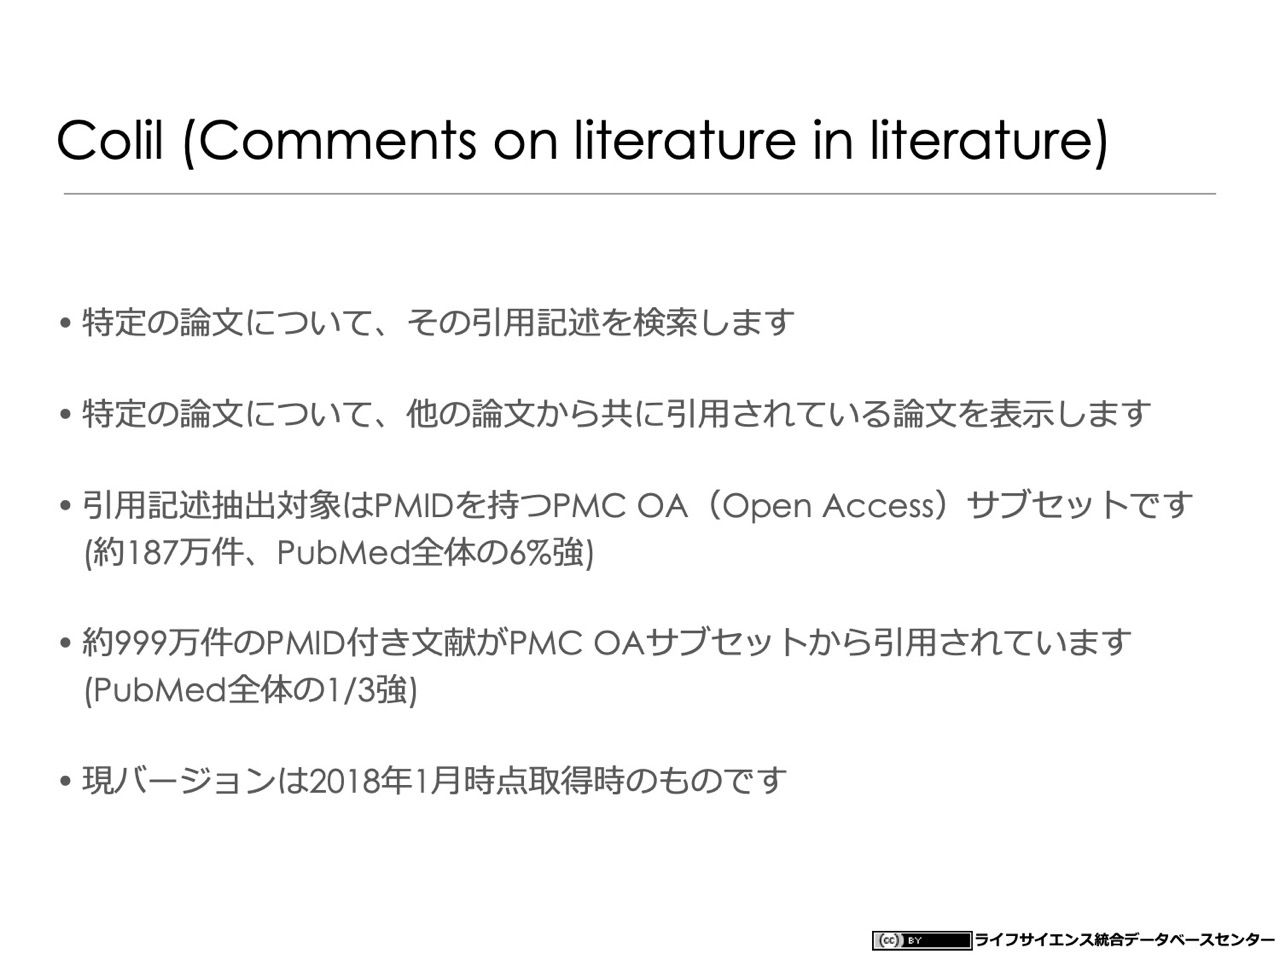 Colil (Comments on literature in literature)
• 特定の論文について、その引用記述を検索します
• 特定の論文について、他の論文から共に引用されている論文を表示します
• 引用記述抽出対象はPMIDを持つPMC OA（Open Access）サブセットです
(約187万件、PubMed全体の6%強)
• 約999万件のPMID付き文献がPMC OAサブセットから引用されています
(PubMed全体の1/3強)
• 現バージョンは2018年1月時点取得時のものです
(cc) BY ライフサイエンス統合データベースセンター